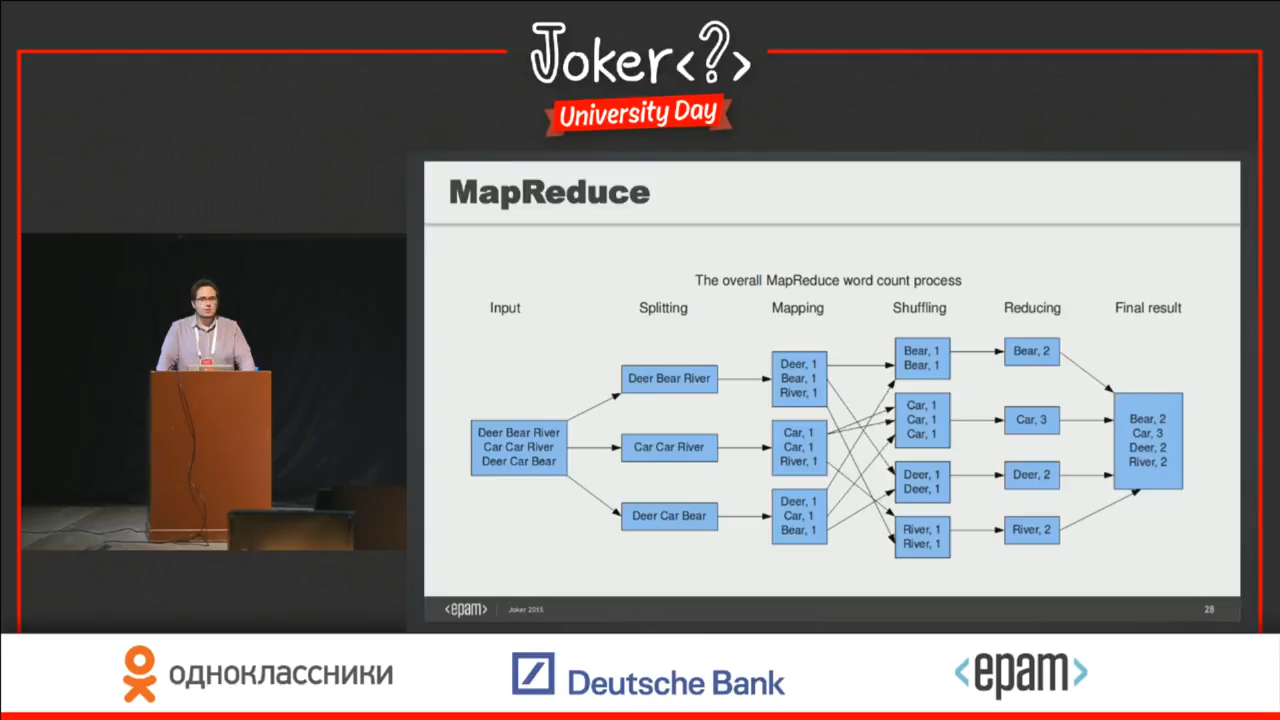 Joker<?>
University Day
MapReduce
The overall MapReduce word count process
Input
Splitting
Mapping
Shuffling
Reducing
Final result
Deer Bear River
Car Car River
Deer Car Bear
Deer Bear River
Car Car River
Deer Car Bear
Deer, 1
Bear, 1
River, 1
Car, 1
Car, 1
River, 1
Deer, 1
Car, 1
Bear, 1
Bear, 1
Bear, 1
Car, 1
Car, 1
Car, 1
Deer, 1
Deer, 1
River, 1
River, 1
Bear, 2
Car, 3
Deer, 2
River, 2
Bear, 2
Car, 3
Deer, 2
River, 2
<epam>
Joker 2015
28
одноклассники
Deutsche Bank
<epam>